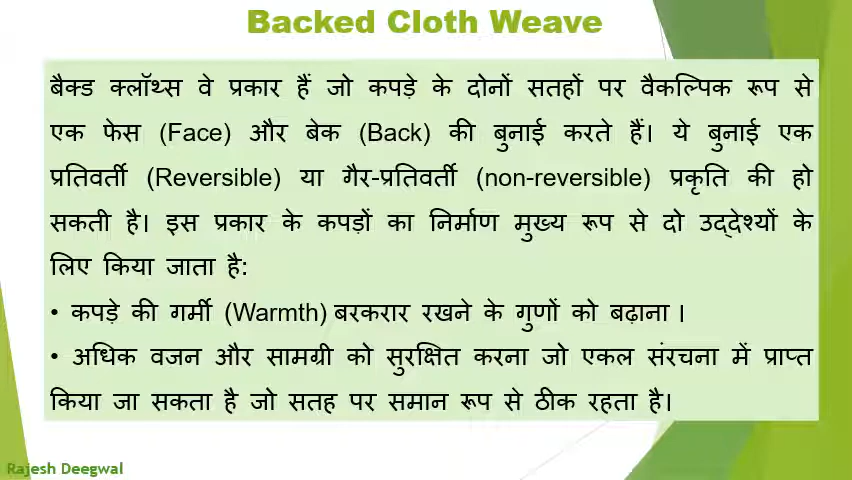 Backed Cloth Weave
बैक्ड क्लॉथ्स वे प्रकार हैं जो कपड़े के दोनों सतहों पर वैकल्पिक रूप से
एक फेस (Face) और बेक (Back) की बुनाई करते हैं। ये बुनाई एक
प्रतिवर्ती (Reversible) या गैर-प्रतिवर्ती (non-reversible) प्रकृति की हो
सकती है। इस प्रकार के कपड़ों का निर्माण मुख्य रूप से दो उद्देश्यों के
लिए किया जाता है:
• कपड़े की गर्मी (Warmth) बरकरार रखने के गुणों को बढ़ाना ।
• अधिक वजन और सामग्री को सुरक्षित करना जो एकल संरचना में प्राप्त
किया जा सकता है जो सतह पर समान रूप से ठीक रहता है।
Rajesh Deegwal